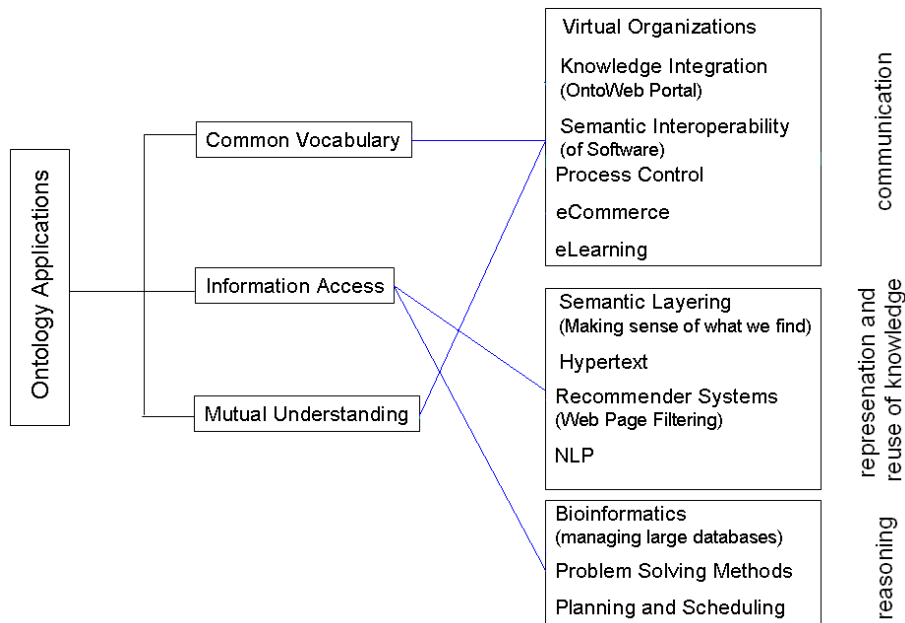 Ontology Applications
Common Vocabulary
Information Access
Mutual Understanding
Virtual Organizations
Knowledge Integration
(OntoWeb Portal)
Semantic Interoperability
(of Software)
Process Control
eCommerce
eLearning
communication
Semantic Layering
(Making sense of what we find)
Hypertext
Recommender Systems
(Web Page Filtering)
NLP
represenation and
reuse of knowledge
Bioinformatics
(managing large databases)
Problem Solving Methods
Planning and Scheduling
reasoning